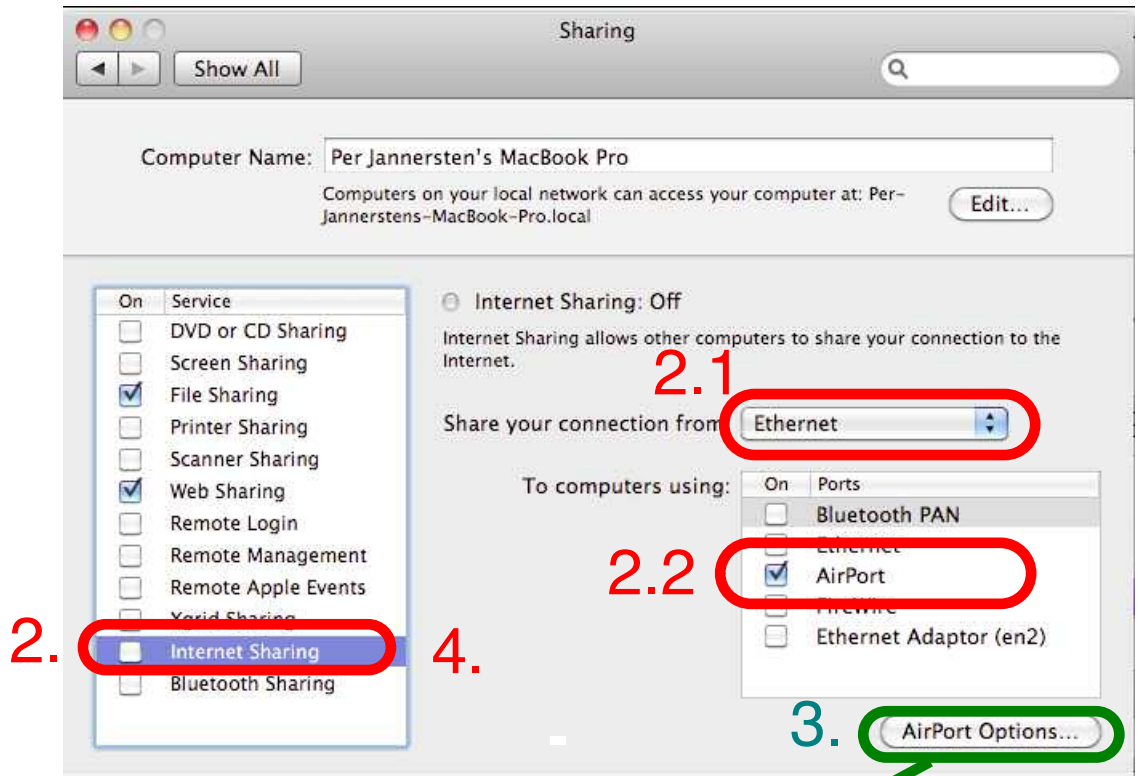 Sharing
Show All
Computer Name: Per Jannersten's MacBook Pro
Computers on your local network can access your computer at: Per-
Jannerstens-MacBook-Pro.local
Edit...
On Service
DVD or CD Sharing
Screen Sharing
File Sharing
Printer Sharing
Scanner Sharing
Web Sharing
Remote Login
Remote Management
Remote Apple Events
Xgrid Sharing
2. Internet Sharing 4.
Bluetooth Sharing
Internet Sharing: Off
Internet Sharing allows other computers to share your connection to the
Internet.
2.1
Share your connection from Ethernet
To computers using:
On Ports
Bluetooth PAN
Ethernet
2.2 AirPort
FireWire
Ethernet Adaptor (en2)
3. AirPort Options...